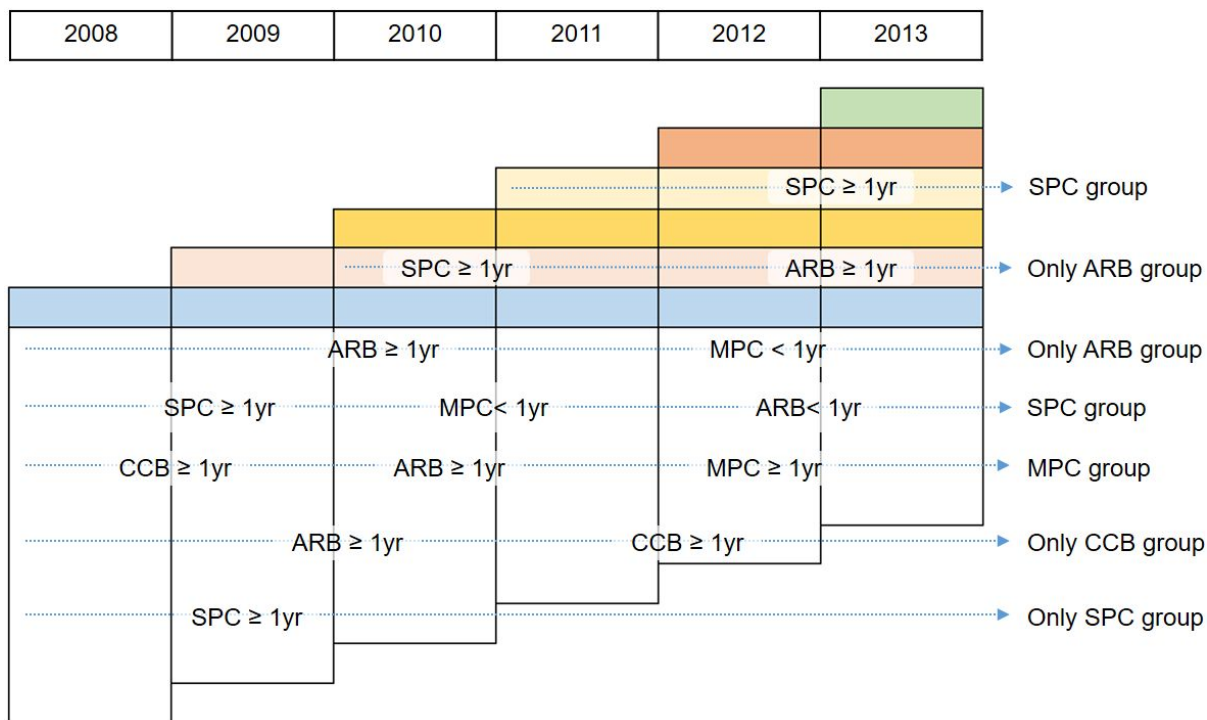 2008 2009 2010 2011 2012 2013
SPC ≥ 1yr SPC group
SPC ≥ 1yr ARB ≥ 1yr Only ARB group
ARB ≥ 1yr MPC < 1yr Only ARB group
SPC ≥ 1yr MPC< 1yr ARB< 1yr SPC group
CCB ≥ 1yr ARB ≥ 1yr MPC ≥ 1yr MPC group
ARB ≥ 1yr CCB ≥ 1yr Only CCB group
SPC ≥ 1yr Only SPC group